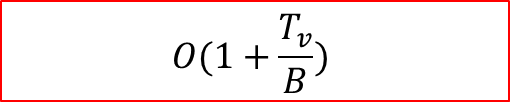 O(1 + T_v/B)